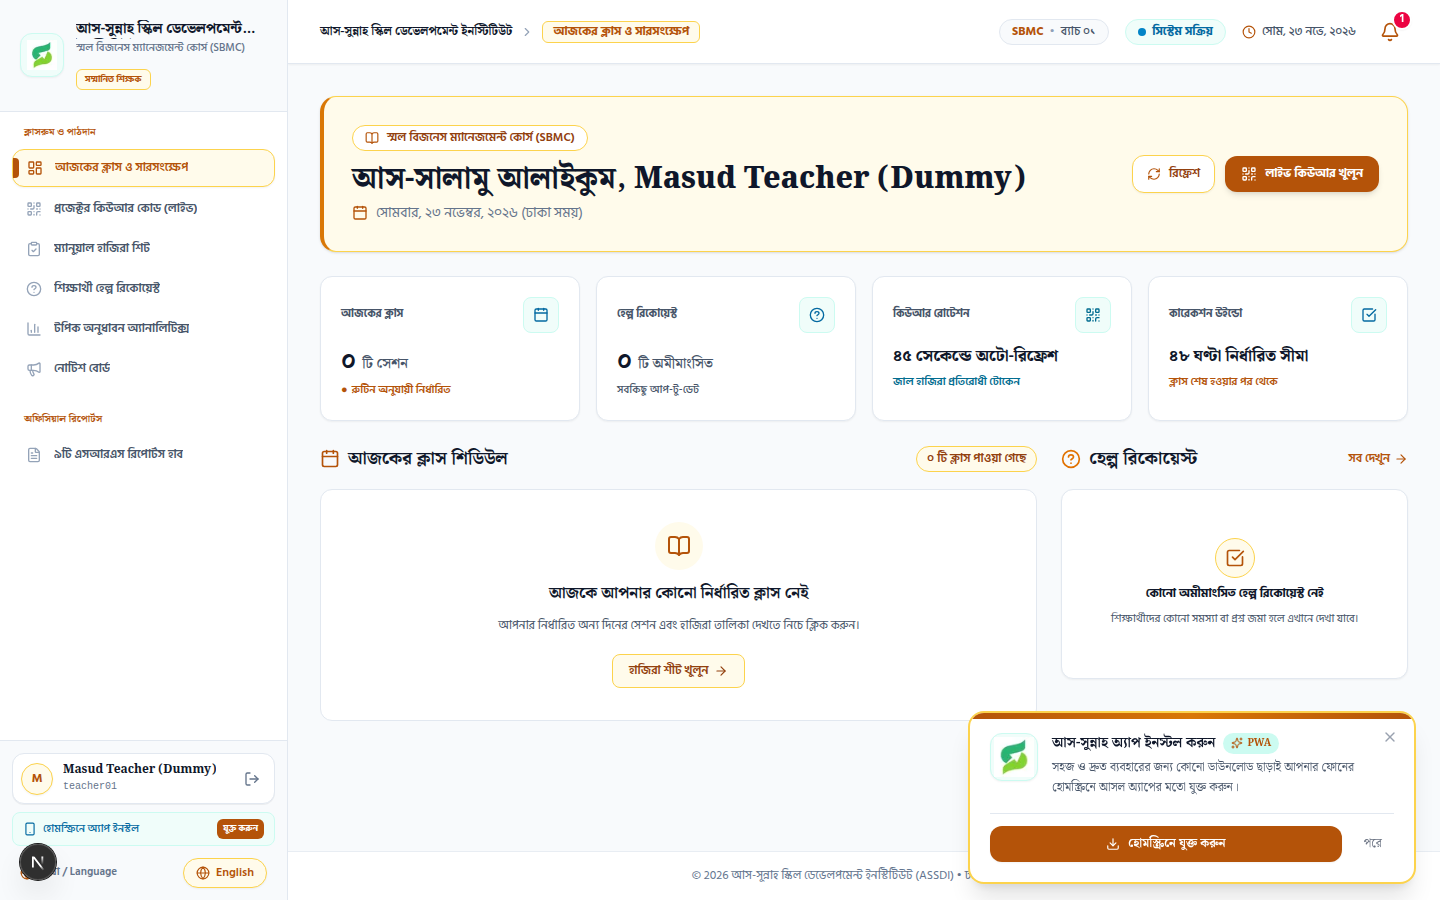 আস-সুন্নাহ স্কিল ডেভেলপমেন্ট...
স্মল বিজনেস ম্যানেজমেন্ট কোর্স (SBMC)
সম্মানিত শিক্ষক
ক্লাসরুম ও পাঠদান
আজকের ক্লাস ও সারসংক্ষেপ
প্রজেক্টর কিউআর কোড (লাইভ)
ম্যানুয়াল হাজিরা শিট
শিক্ষার্থী হেল্প রিকোয়েস্ট
টপিক অনুধাবন অ্যানালিটিক্স
নোটিশ বোর্ড
অফিসিয়াল রিপোর্টস
৯টি এসআরএস রিপোর্টস হাব
M
Masud Teacher (Dummy)
teacher01
হোমস্ক্রিনে অ্যাপ ইনস্টল
যুক্ত করুন
/ Language
English
আস-সুন্নাহ স্কিল ডেভেলপমেন্ট ইনস্টিটিউট
আজকের ক্লাস ও সারসংক্ষেপ
SBMC • ব্যাচ ০১
সিস্টেম সক্রিয়
সোম, ২৩ নভে, ২০২৬
1
স্মল বিজনেস ম্যানেজমেন্ট কোর্স (SBMC)
আস-সালামু আলাইকুম, Masud Teacher (Dummy)
সোমবার, ২৩ নভেম্বর, ২০২৬ (ঢাকা সময়)
রিফ্রেশ
লাইভ কিউআর খুলুন
আজকের ক্লাস
০ টি সেশন
● রুটিন অনুযায়ী নির্ধারিত
হেল্প রিকোয়েস্ট
০ টি অমীমাংসিত
সবকিছু আপ-টু-ডেট
কিউআর রোটেশন
৪৫ সেকেন্ডে অটো-রিফ্রেশ
জাল হাজিরা প্রতিরোধী টোকেন
কারেকশন উইন্ডো
৪৮ ঘণ্টা নির্ধারিত সীমা
ক্লাস শেষ হওয়ার পর থেকে
আজকের ক্লাস শিডিউল
০ টি ক্লাস পাওয়া গেছে
আজকে আপনার কোনো নির্ধারিত ক্লাস নেই
আপনার নির্ধারিত অন্য দিনের সেশন এবং হাজিরা তালিকা দেখতে নিচে ক্লিক করুন।
হাজিরা শীট খুলুন
হেল্প রিকোয়েস্ট
সব দেখুন
কোনো অমীমাংসিত হেল্প রিকোয়েস্ট নেই
শিক্ষার্থীদের কোনো সমস্যা বা প্রশ্ন জমা হলে এখানে দেখা যাবে।
আস-সুন্নাহ অ্যাপ ইনস্টল করুন
PWA
সহজ ও দ্রুত ব্যবহারের জন্য কোনো ডাউনলোড ছাড়াই আপনার ফোনের
হোমস্ক্রিনে আসল অ্যাপের মতো যুক্ত করুন।
হোমস্ক্রিনে যুক্ত করুন
পরে
© 2026 আস-সুন্নাহ স্কিল ডেভেলপমেন্ট ইনস্টিটিউট (ASSDI) •